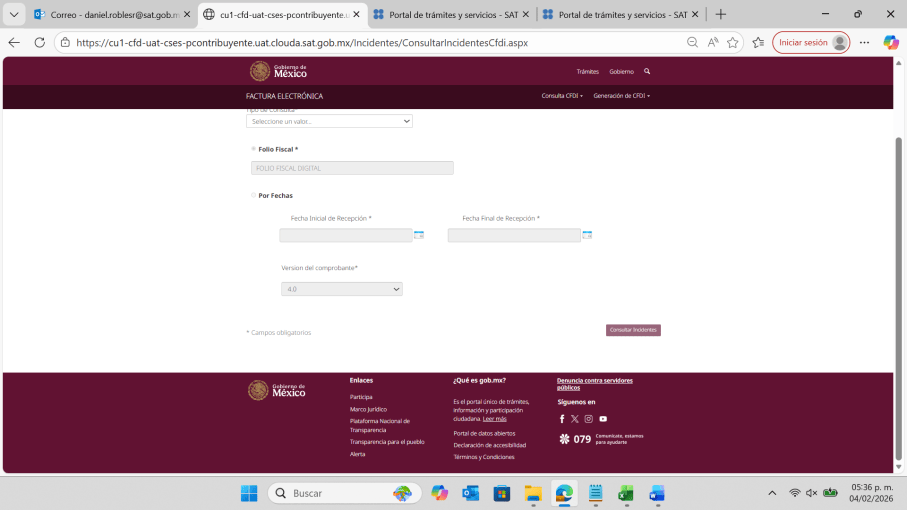 Correo - daniel.roblesr@sat.gob.m
cu1-cfd-uat-cses-pcontribuyente.
Portal de trámites y servicios - SAT
Portal de trámites y servicios - SAT
https://cu1-cfd-uat-cses-pcontribuyente.uat.clouda.sat.gob.mx/Incidentes/ConsultarIncidentesCfdi.aspx
Iniciar sesión
Gobierno de
México
Trámites Gobierno
FACTURA ELECTRÓNICA
Consulta CFDI Generación de CFDI
Tipo de Consulta*
Seleccione un valor...
Folio Fiscal *
FOLIO FISCAL DIGITAL
Por Fechas
Fecha Inicial de Recepción * Fecha Final de Recepción *
Version del comprobante*
4.0
* Campos obligatorios
Consultar Incidentes
Gobierno de
México
Enlaces
Participa
Marco Jurídico
Plataforma Nacional de
Transparencia
Transparencia para el pueblo
Alerta
¿Qué es gob.mx?
Es el portal único de trámites,
información y participación
ciudadana. Leer más
Portal de datos abiertos
Declaración de accesibilidad
Términos y Condiciones
Denuncia contra servidores
públicos
Síguenos en
079 Comunícate, estamos
para ayudarte
Buscar
05:36 p. m.
04/02/2026